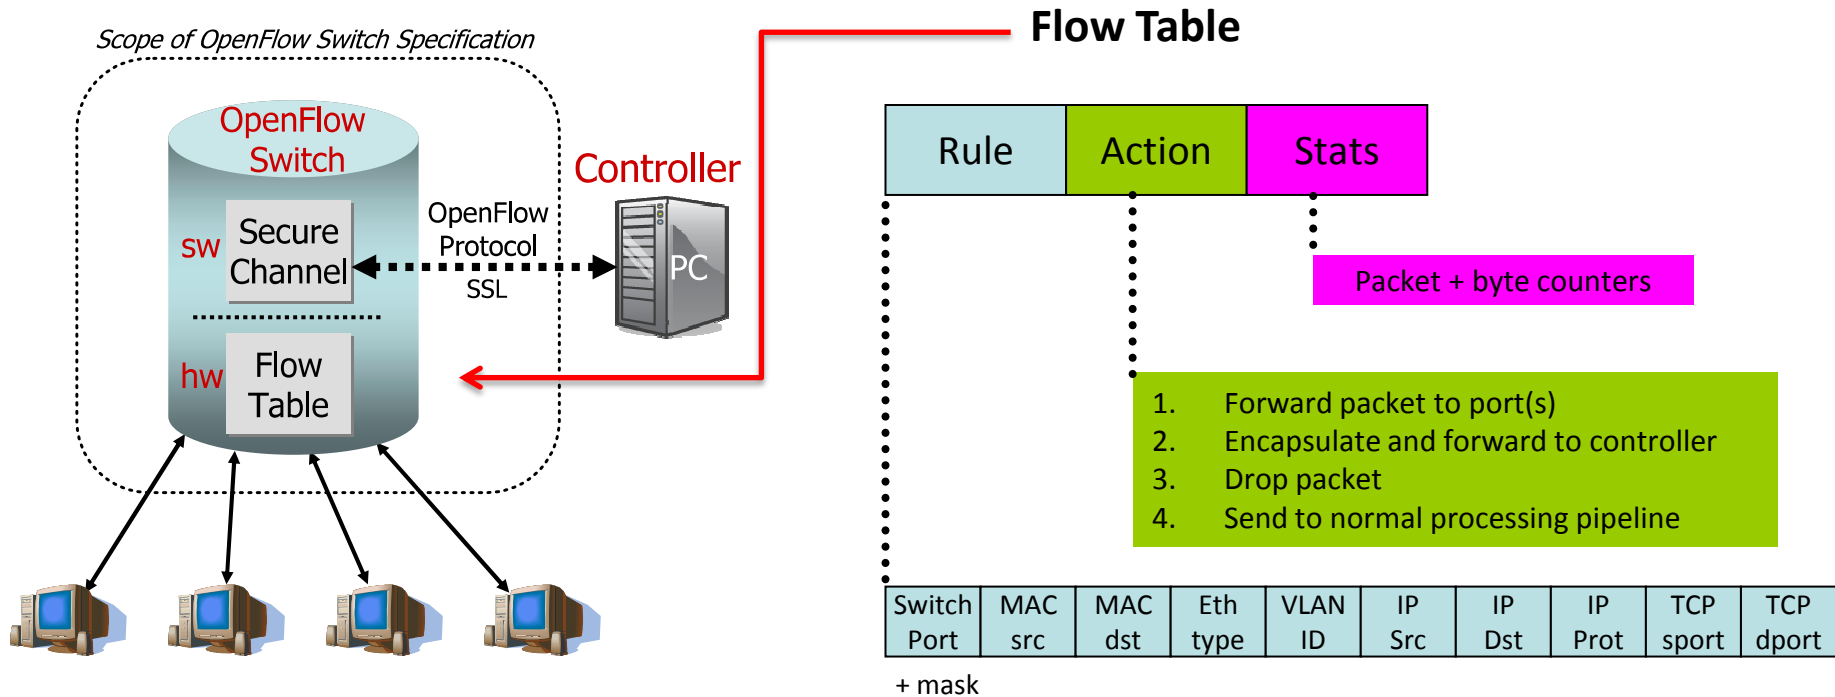 Scope of OpenFlow Switch Specification
OpenFlow
Switch
sw
Secure
Channel
hw
Flow
Table
OpenFlow
Protocol
SSL
Controller
PC
Flow Table
Rule
Action
Stats
Packet + byte counters
1. Forward packet to port(s)
2. Encapsulate and forward to controller
3. Drop packet
4. Send to normal processing pipeline
Switch Port
MAC src
MAC dst
Eth type
VLAN ID
IP Src
IP Dst
IP Prot
TCP sport
TCP dport
+ mask